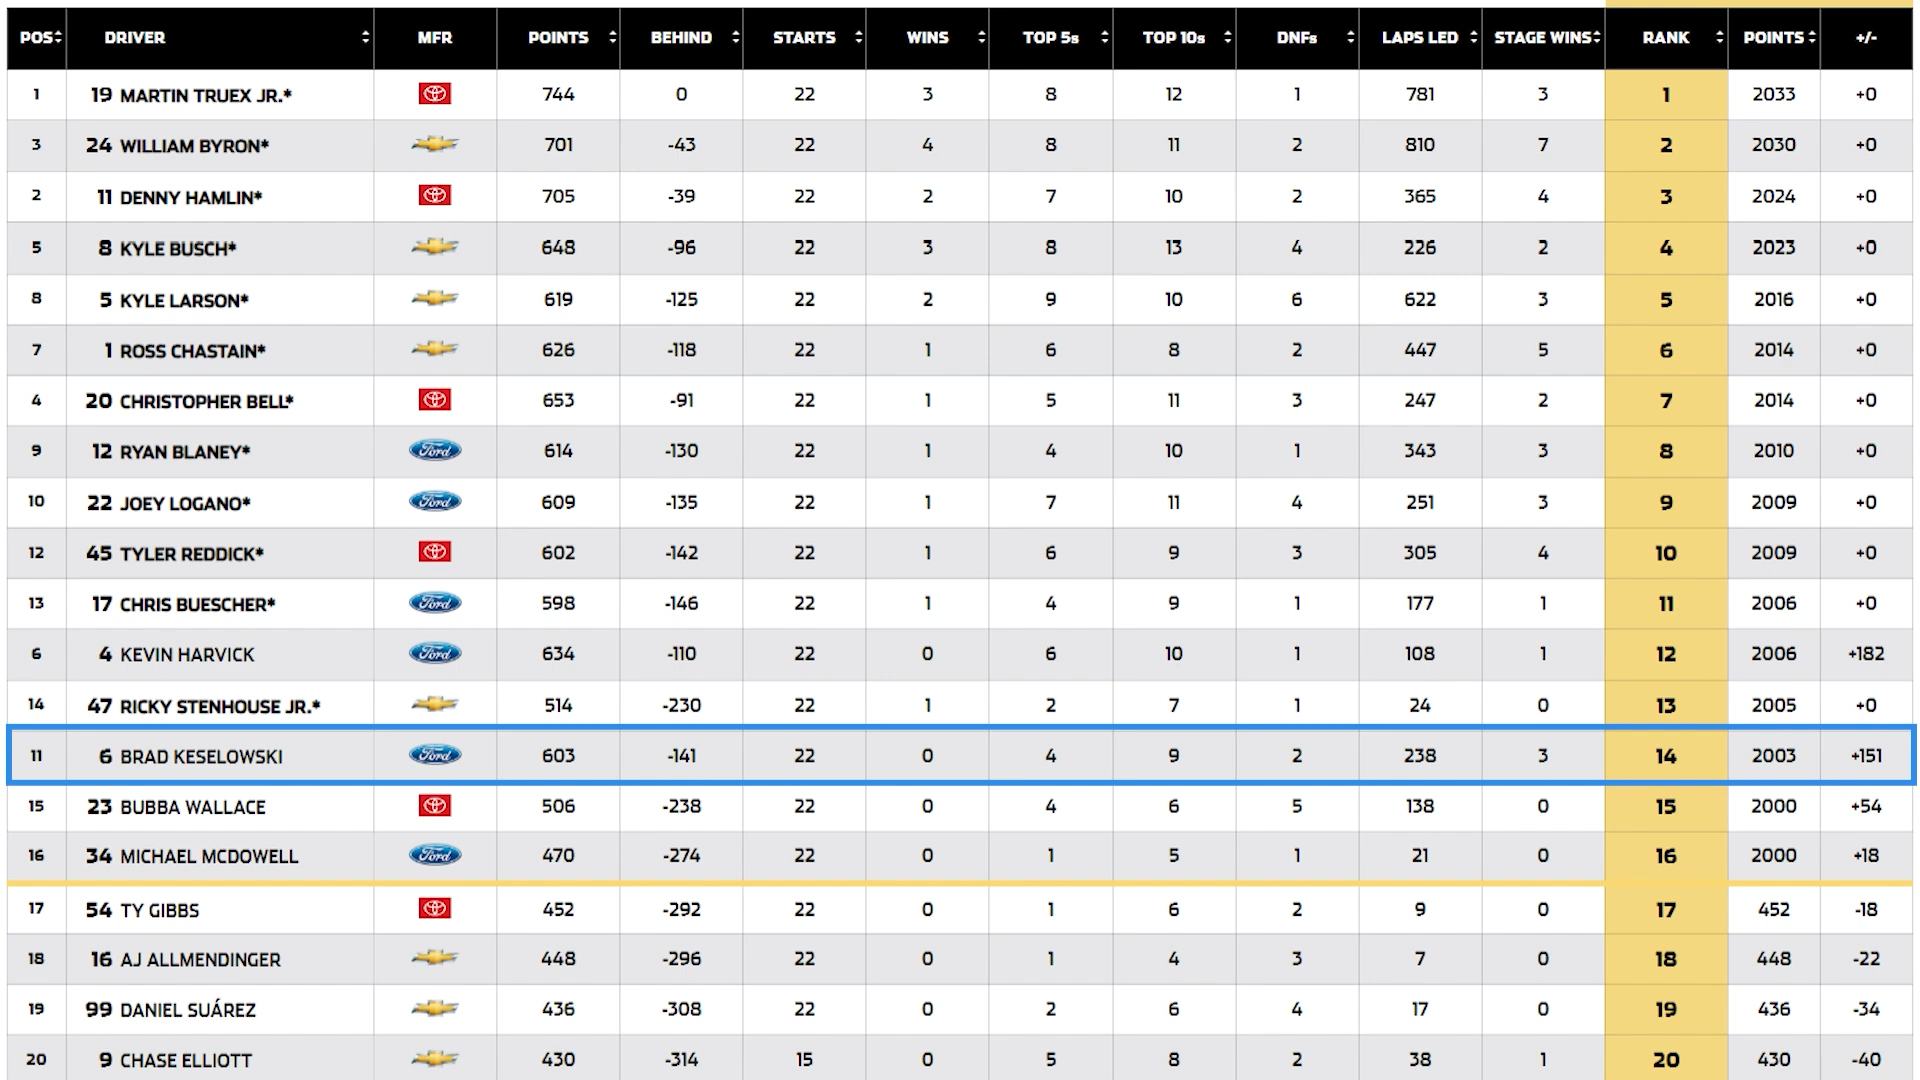 POS DRIVER MFR POINTS BEHIND STARTS WINS TOP 5s TOP 10s DNFs LAPS LED STAGE WINS RANK POINTS +/-
1 19 MARTIN TRUEX JR.* 744 0 22 3 8 12 1 781 3 1 2033 +0
3 24 WILLIAM BYRON* 701 -43 22 4 8 11 2 810 7 2 2030 +0
2 11 DENNY HAMLIN* 705 -39 22 2 7 10 2 365 4 3 2024 +0
5 8 KYLE BUSCH* 648 -96 22 3 8 13 4 226 2 4 2023 +0
8 5 KYLE LARSON* 619 -125 22 2 9 10 6 622 3 5 2016 +0
7 1 ROSS CHASTAIN* 626 -118 22 1 6 8 2 447 5 6 2014 +0
4 20 CHRISTOPHER BELL* 653 -91 22 1 5 11 3 247 2 7 2014 +0
9 12 RYAN BLANEY* Ford 614 -130 22 1 4 10 1 343 3 8 2010 +0
10 22 JOEY LOGANO* Ford 609 -135 22 1 7 11 4 251 3 9 2009 +0
12 45 TYLER REDDICK* 602 -142 22 1 6 9 3 305 4 10 2009 +0
13 17 CHRIS BUESCHER* Ford 598 -146 22 1 4 9 1 177 1 11 2006 +0
6 4 KEVIN HARVICK Ford 634 -110 22 0 6 10 1 108 1 12 2006 +182
14 47 RICKY STENHOUSE JR.* 514 -230 22 1 2 7 1 24 0 13 2005 +0
11 6 BRAD KESELOWSKI Ford 603 -141 22 0 4 9 2 238 3 14 2003 +151
15 23 BUBBA WALLACE 506 -238 22 0 4 6 5 138 0 15 2000 +54
16 34 MICHAEL MCDOWELL Ford 470 -274 22 0 1 5 1 21 0 16 2000 +18
17 54 TY GIBBS 452 -292 22 0 1 6 2 9 0 17 452 -18
18 16 AJ ALLMENDINGER 448 -296 22 0 1 4 3 7 0 18 448 -22
19 99 DANIEL SUÁREZ 436 -308 22 0 2 6 4 17 0 19 436 -34
20 9 CHASE ELLIOTT 430 -314 15 0 5 8 2 38 1 20 430 -40